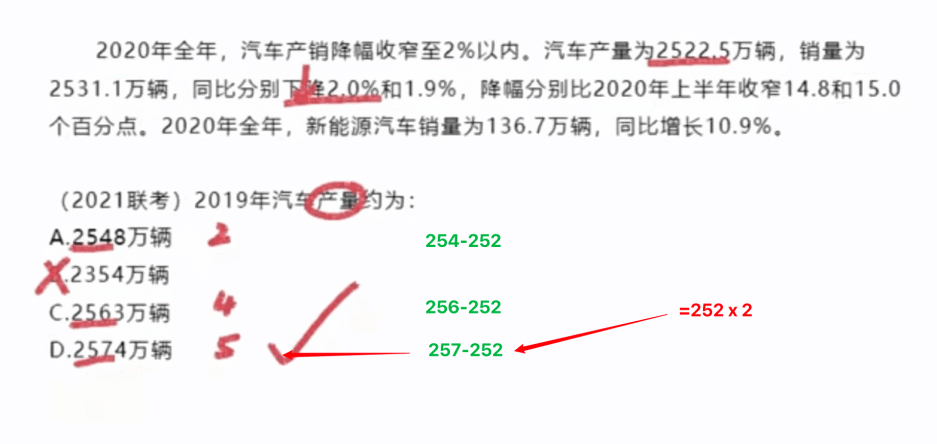 2020年全年，汽车产销降幅收窄至2%以内。汽车产量为2522.5万辆，销量为
2531.1万辆，同比分别下降2.0%和1.9%，降幅分别比2020年上半年收窄14.8和15.0
个百分点。2020年全年，新能源汽车销量为136.7万辆，同比增长10.9%。
（2021联考）2019年汽车产量约为：
A.2548万辆 2 254-252
.2354万辆
C.2563万辆 4 256-252 =252 x 2
D.2574万辆 5 257-252